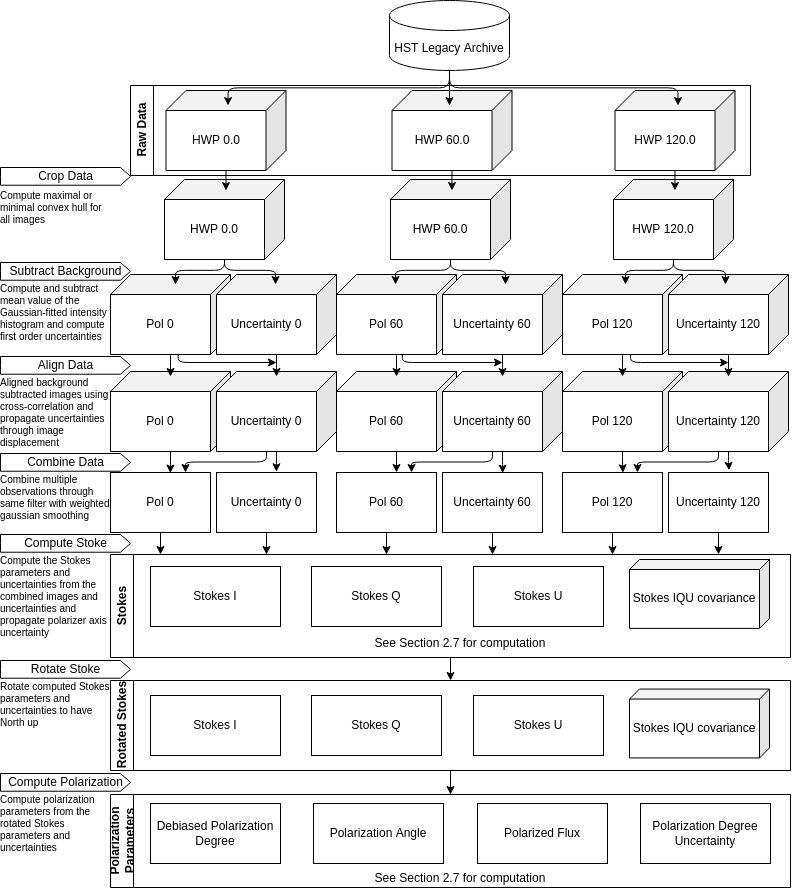 HST Legacy Archive
Raw Data
HWP 0.0
HWP 60.0
HWP 120.0
Crop Data
Compute maximal or
minimal convex hull for
all images
HWP 0.0
HWP 60.0
HWP 120.0
Subtract Background
Compute and subtract
mean value of the
Gaussian-fitted intensity
histogram and compute
first order uncertainties
Pol 0
Uncertainty 0
Pol 60
Uncertainty 60
Pol 120
Uncertainty 120
Align Data
Aligned background
subtracted images using
cross-correlation and
propagate uncertainties
through image
displacement
Pol 0
Uncertainty 0
Pol 60
Uncertainty 60
Pol 120
Uncertainty 120
Combine Data
Combine multiple
observations through
same filter with weighted
gaussian smoothing
Pol 0
Uncertainty 0
Pol 60
Uncertainty 60
Pol 120
Uncertainty 120
Compute Stoke
Compute the Stokes
parameters and
uncertainties from the
combined images and
uncertainties and
propagate polarizer axis
uncertainty
Stokes
Stokes I
Stokes Q
Stokes U
Stokes IQU covariance
See Section 2.7 for computation
Rotate Stoke
Rotate computed Stokes
parameters and
uncertainties to have
North up
Rotated Stokes
Stokes I
Stokes Q
Stokes U
Stokes IQU covariance
Compute Polarization
Compute polarization
parameters from the
rotated Stokes
parameters and
uncertainties
Polarization
Parameters
Debiased Polarization
Degree
Polarization Angle
Polarized Flux
Polarization Degree
Uncertainty
See Section 2.7 for computation